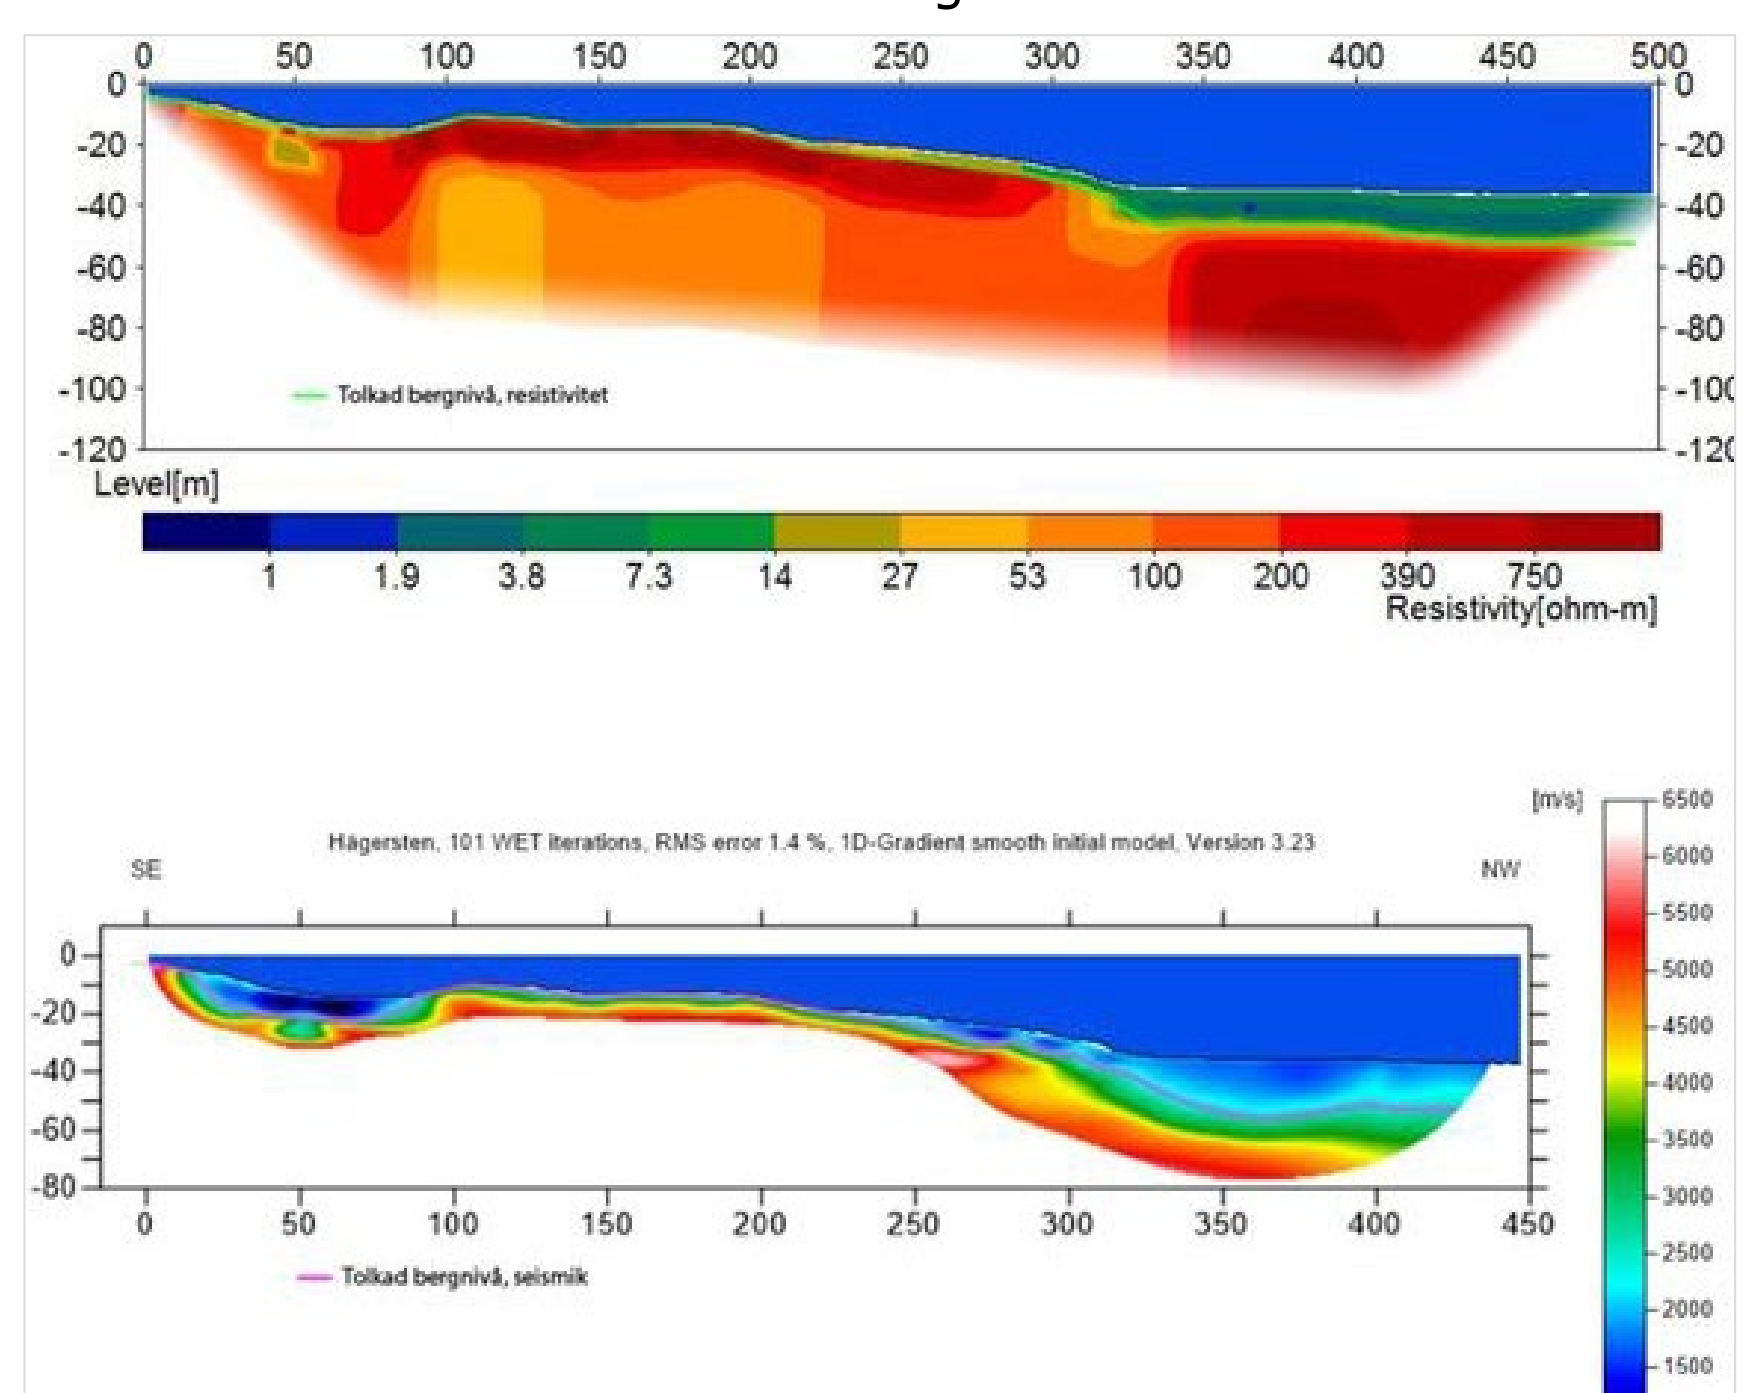 g
0 50 100 150 200 250 300 350 400 450 500
0 0
-20 -20
-40 -40
-60 -60
-80 -80
-100 -100
Tolkad bergnivå, resistivitet
-120 -120
Level[m]
1 1.9 3.8 7.3 14 27 53 100 200 390 750
Resistivity[ohm-m]
[m/s] 6500
Hägersten, 101 WET iterations, RMS error 1.4 %, 1D-Gradient smooth initial model, Version 3.23
6000
SE NW
5500
0
5000
-20
4500
-40
4000
-60
3500
-80
3000
0 50 100 150 200 250 300 350 400 450
2500
Tolkad bergnivå, seismik
2000
1500